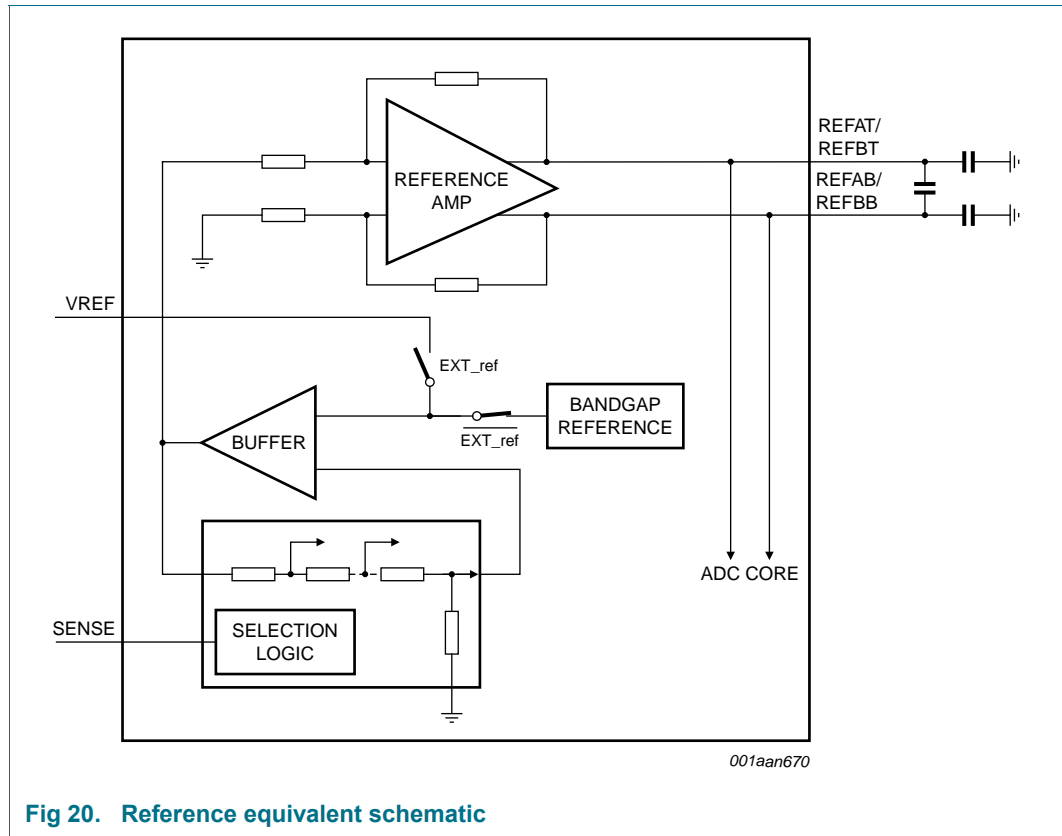 REFAT/
REFBT
REFERENCE
AMP
REFAB/
REFBB
VREF
EXT_ref
BUFFER
EXT_ref
BANDGAP
REFERENCE
ADC CORE
SENSE
SELECTION
LOGIC
001aan670
Fig 20. Reference equivalent schematic